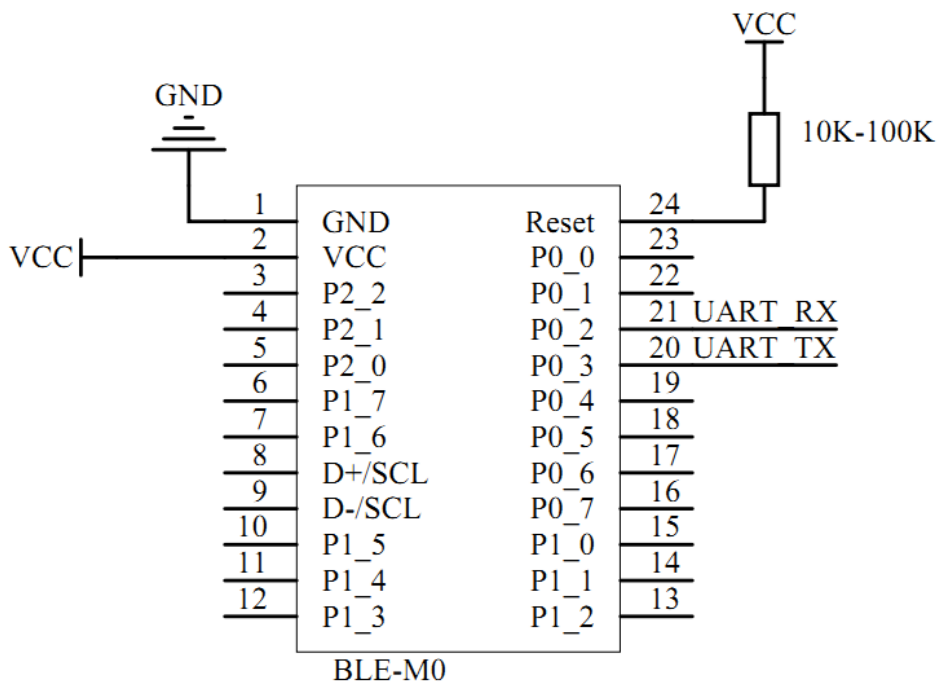 VCC
GND
10K-100K
1 GND Reset 24
2 VCC P0_0 23
VCC
3 P2_2 P0_1 22
4 P2_1 P0_2 21 UART_RX
5 P2_0 P0_3 20 UART_TX
6 P1_7 P0_4 19
7 P1_6 P0_5 18
8 D+/SCL P0_6 17
9 D-/SCL P0_7 16
10 P1_5 P1_0 15
11 P1_4 P1_1 14
12 P1_3 P1_2 13
BLE-M0